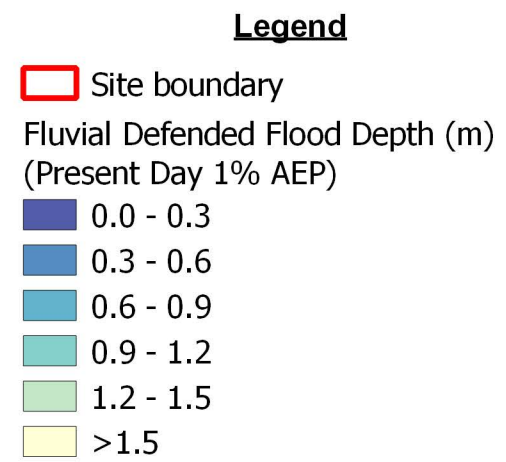 Legend
Site boundary
Fluvial Defended Flood Depth (m)
(Present Day 1% AEP)
0.0 - 0.3
0.3 - 0.6
0.6 - 0.9
0.9 - 1.2
1.2 - 1.5
>1.5